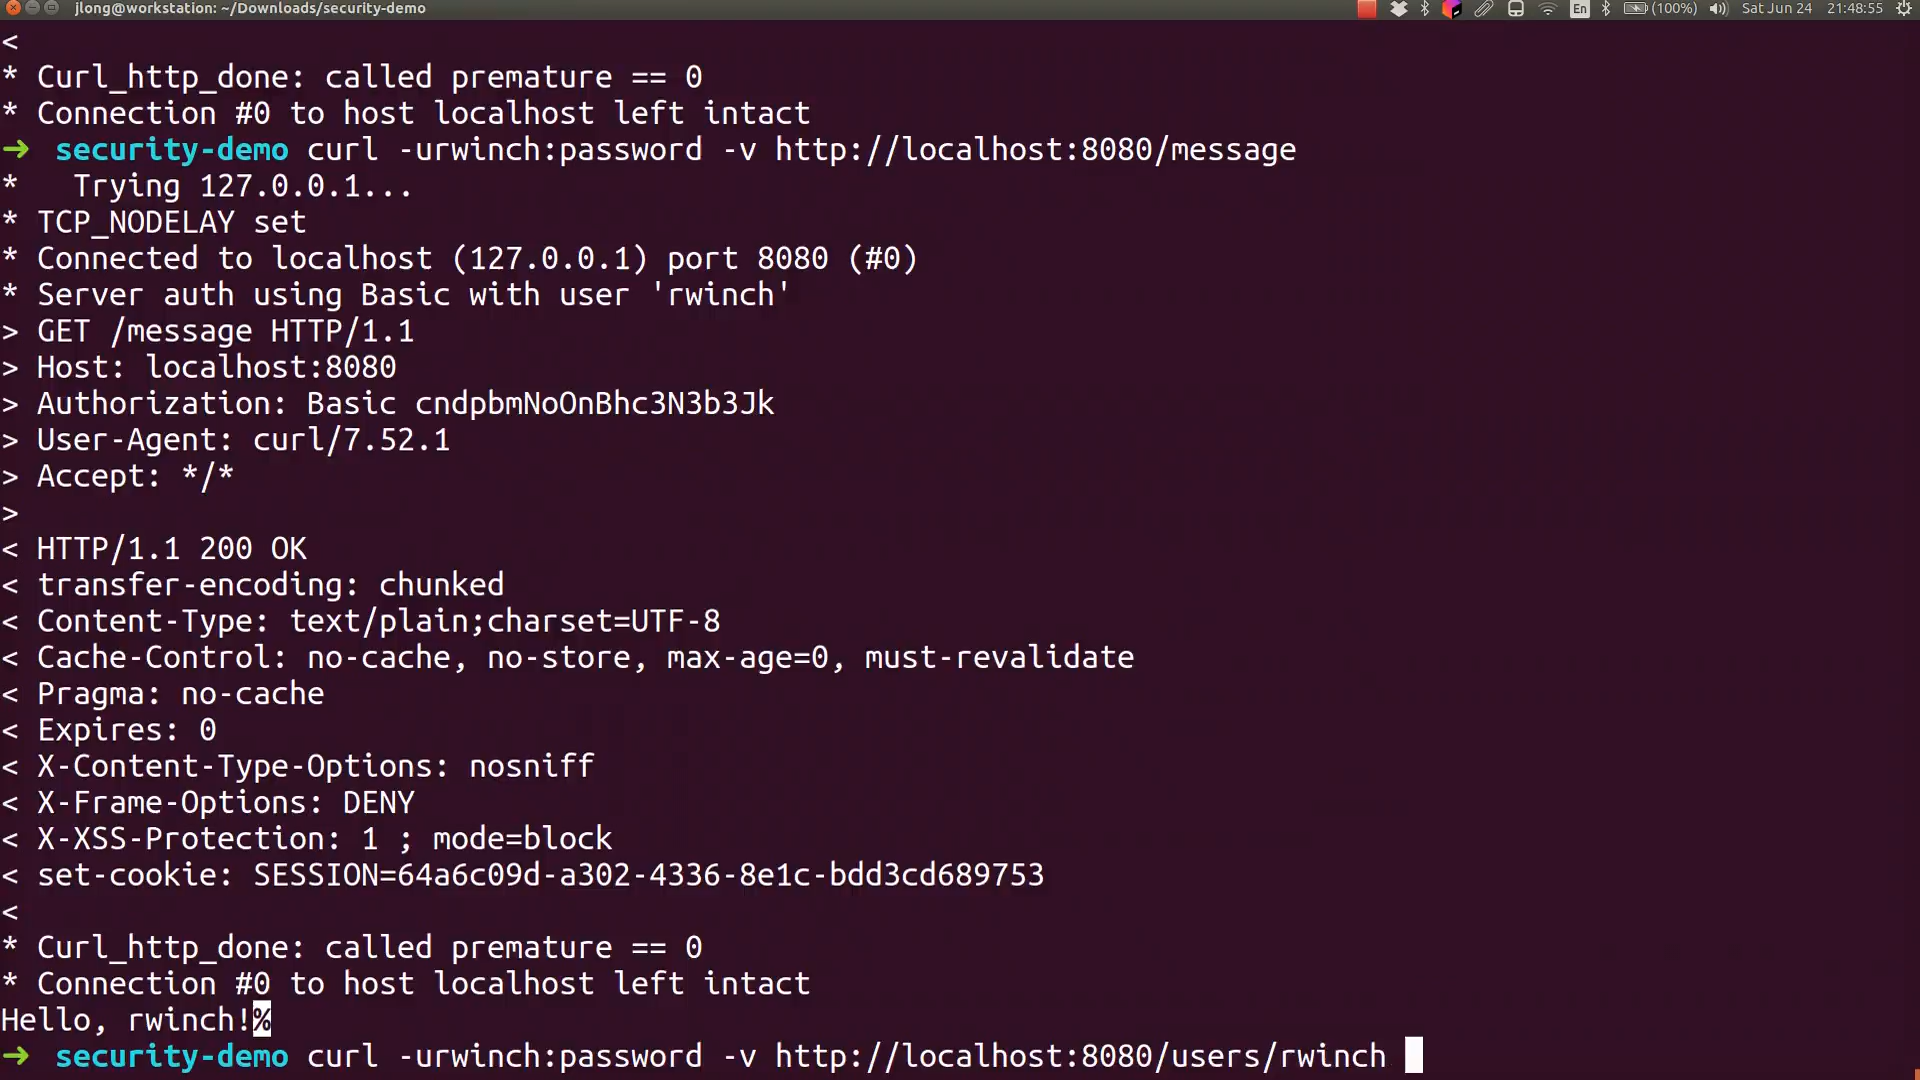 jlong@workstation: ~/Downloads/security-demo
En (100%) Sat Jun 24 21:48:55
<
* Curl_http_done: called premature == 0
* Connection #0 to host localhost left intact
➜ security-demo curl -urwinch:password -v http://localhost:8080/message
*   Trying 127.0.0.1...
* TCP_NODELAY set
* Connected to localhost (127.0.0.1) port 8080 (#0)
* Server auth using Basic with user 'rwinch'
> GET /message HTTP/1.1
> Host: localhost:8080
> Authorization: Basic cndpbmNoOnBhc3N3b3Jk
> User-Agent: curl/7.52.1
> Accept: */*
>
< HTTP/1.1 200 OK
< transfer-encoding: chunked
< Content-Type: text/plain;charset=UTF-8
< Cache-Control: no-cache, no-store, max-age=0, must-revalidate
< Pragma: no-cache
< Expires: 0
< X-Content-Type-Options: nosniff
< X-Frame-Options: DENY
< X-XSS-Protection: 1 ; mode=block
< set-cookie: SESSION=64a6c09d-a302-4336-8e1c-bdd3cd689753
<
* Curl_http_done: called premature == 0
* Connection #0 to host localhost left intact
Hello, rwinch!%
➜ security-demo curl -urwinch:password -v http://localhost:8080/users/rwinch